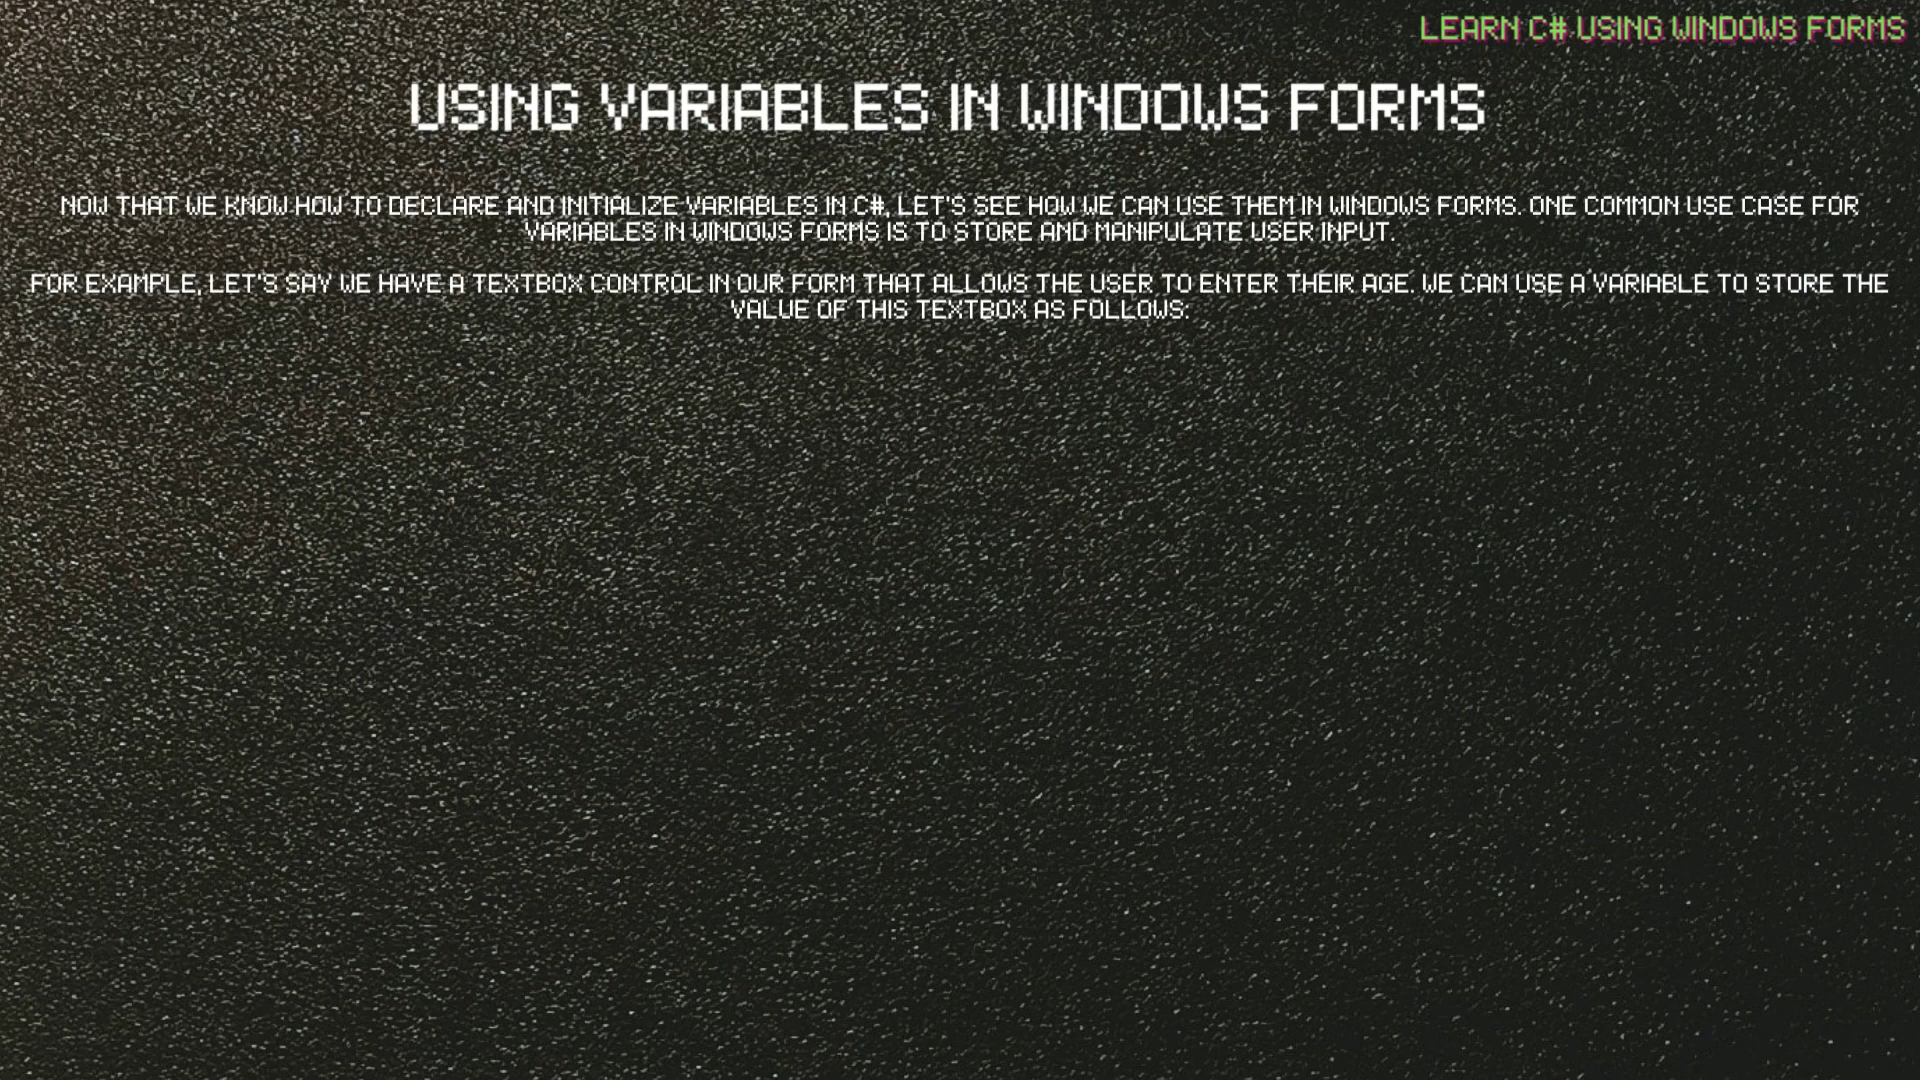 LEARN C# USING WINDOWS FORMS
USING VARIABLES IN WINDOWS FORMS
NOW THAT WE KNOW HOW TO DECLARE AND INITIALIZE VARIABLES IN C#, LET'S SEE HOW WE CAN USE THEM IN WINDOWS FORMS. ONE COMMON USE CASE FOR
VARIABLES IN WINDOWS FORMS IS TO STORE AND MANIPULATE USER INPUT.
FOR EXAMPLE, LET'S SAY WE HAVE A TEXTBOX CONTROL IN OUR FORM THAT ALLOWS THE USER TO ENTER THEIR AGE. WE CAN USE A VARIABLE TO STORE THE
VALUE OF THIS TEXTBOX AS FOLLOWS: